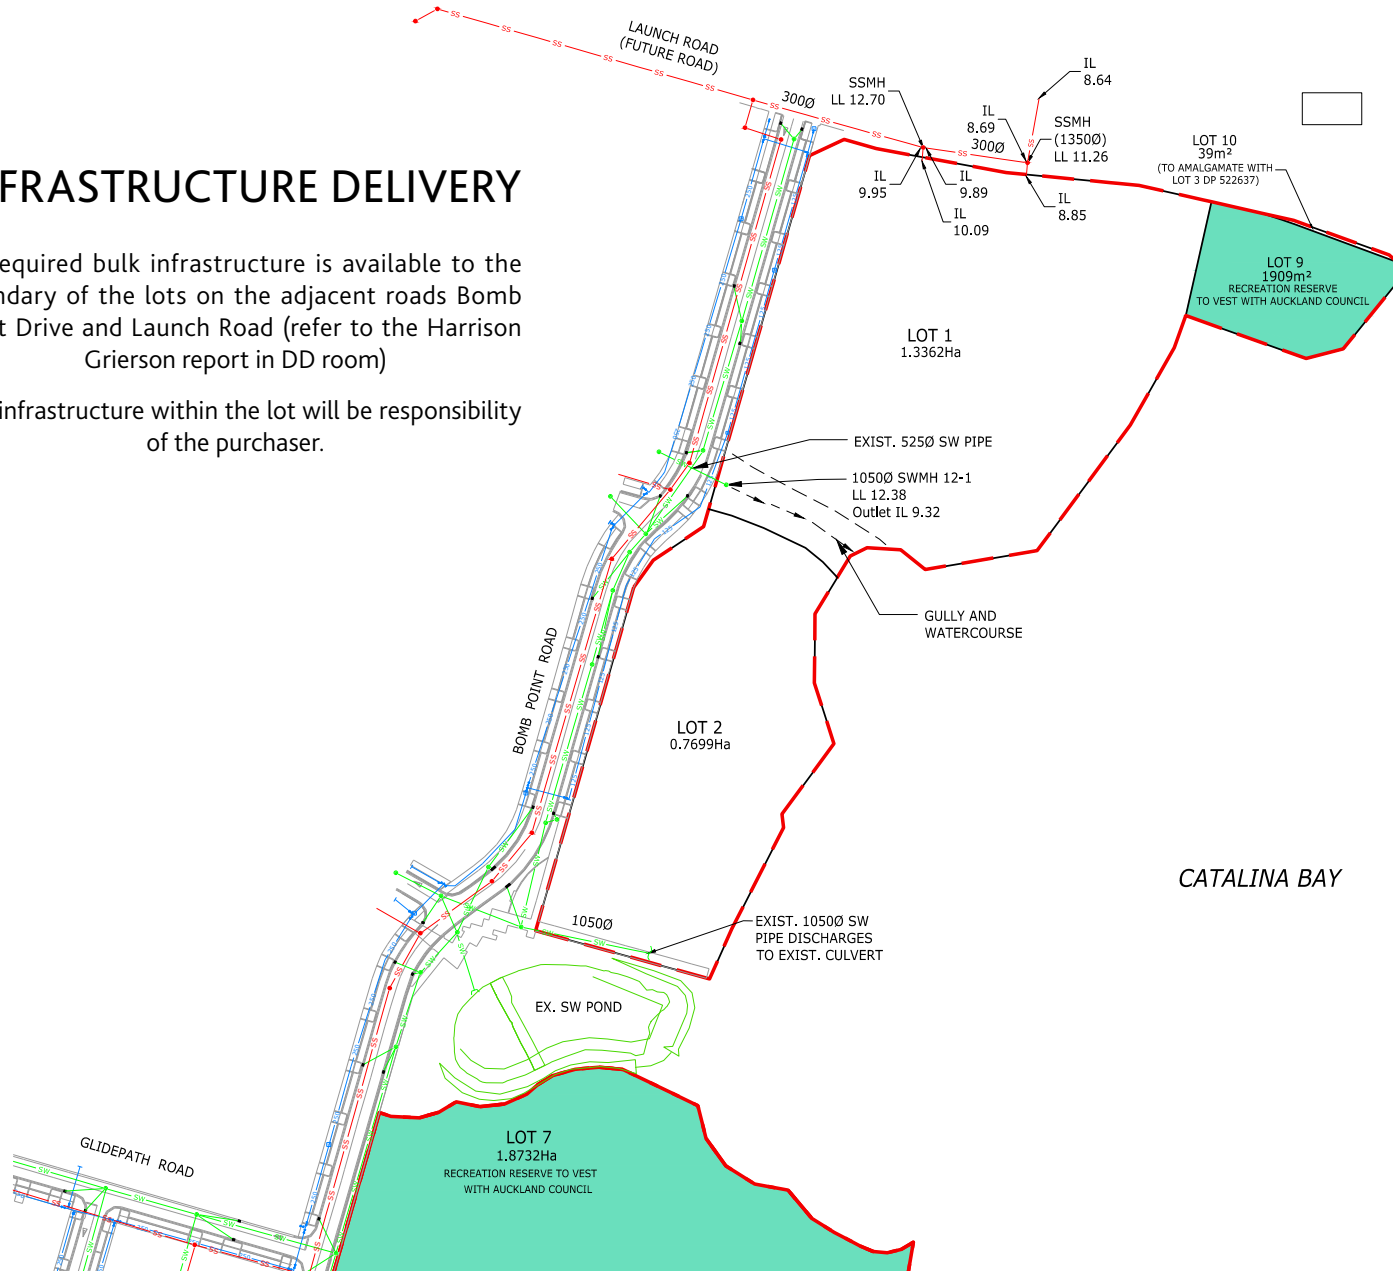 LAUNCH ROAD
(FUTURE ROAD)
300Ø
SSMH
LL 12.70
IL
8.64
IL
8.69
300Ø
SSMH
(1350Ø)
LL 11.26
IL
9.95
IL
9.89
IL
10.09
IL
8.85
LOT 10
39m²
(TO AMALGAMATE WITH
LOT 3 DP 522637)
LOT 9
1909m²
RECREATION RESERVE
TO VEST WITH AUCKLAND COUNCIL
FRASTRUCTURE DELIVERY
equired bulk infrastructure is available to the
ndary of the lots on the adjacent roads Bomb
t Drive and Launch Road (refer to the Harrison
Grierson report in DD room)
infrastructure within the lot will be responsibility
of the purchaser.
LOT 1
1.3362Ha
EXIST. 525Ø SW PIPE
1050Ø SWMH 12-1
LL 12.38
Outlet IL 9.32
GULLY AND
WATERCOURSE
BOMB POINT ROAD
LOT 2
0.7699Ha
CATALINA BAY
1050Ø
EXIST. 1050Ø SW
PIPE DISCHARGES
TO EXIST. CULVERT
EX. SW POND
GLIDEPATH ROAD
LOT 7
1.8732Ha
RECREATION RESERVE TO VEST
WITH AUCKLAND COUNCIL